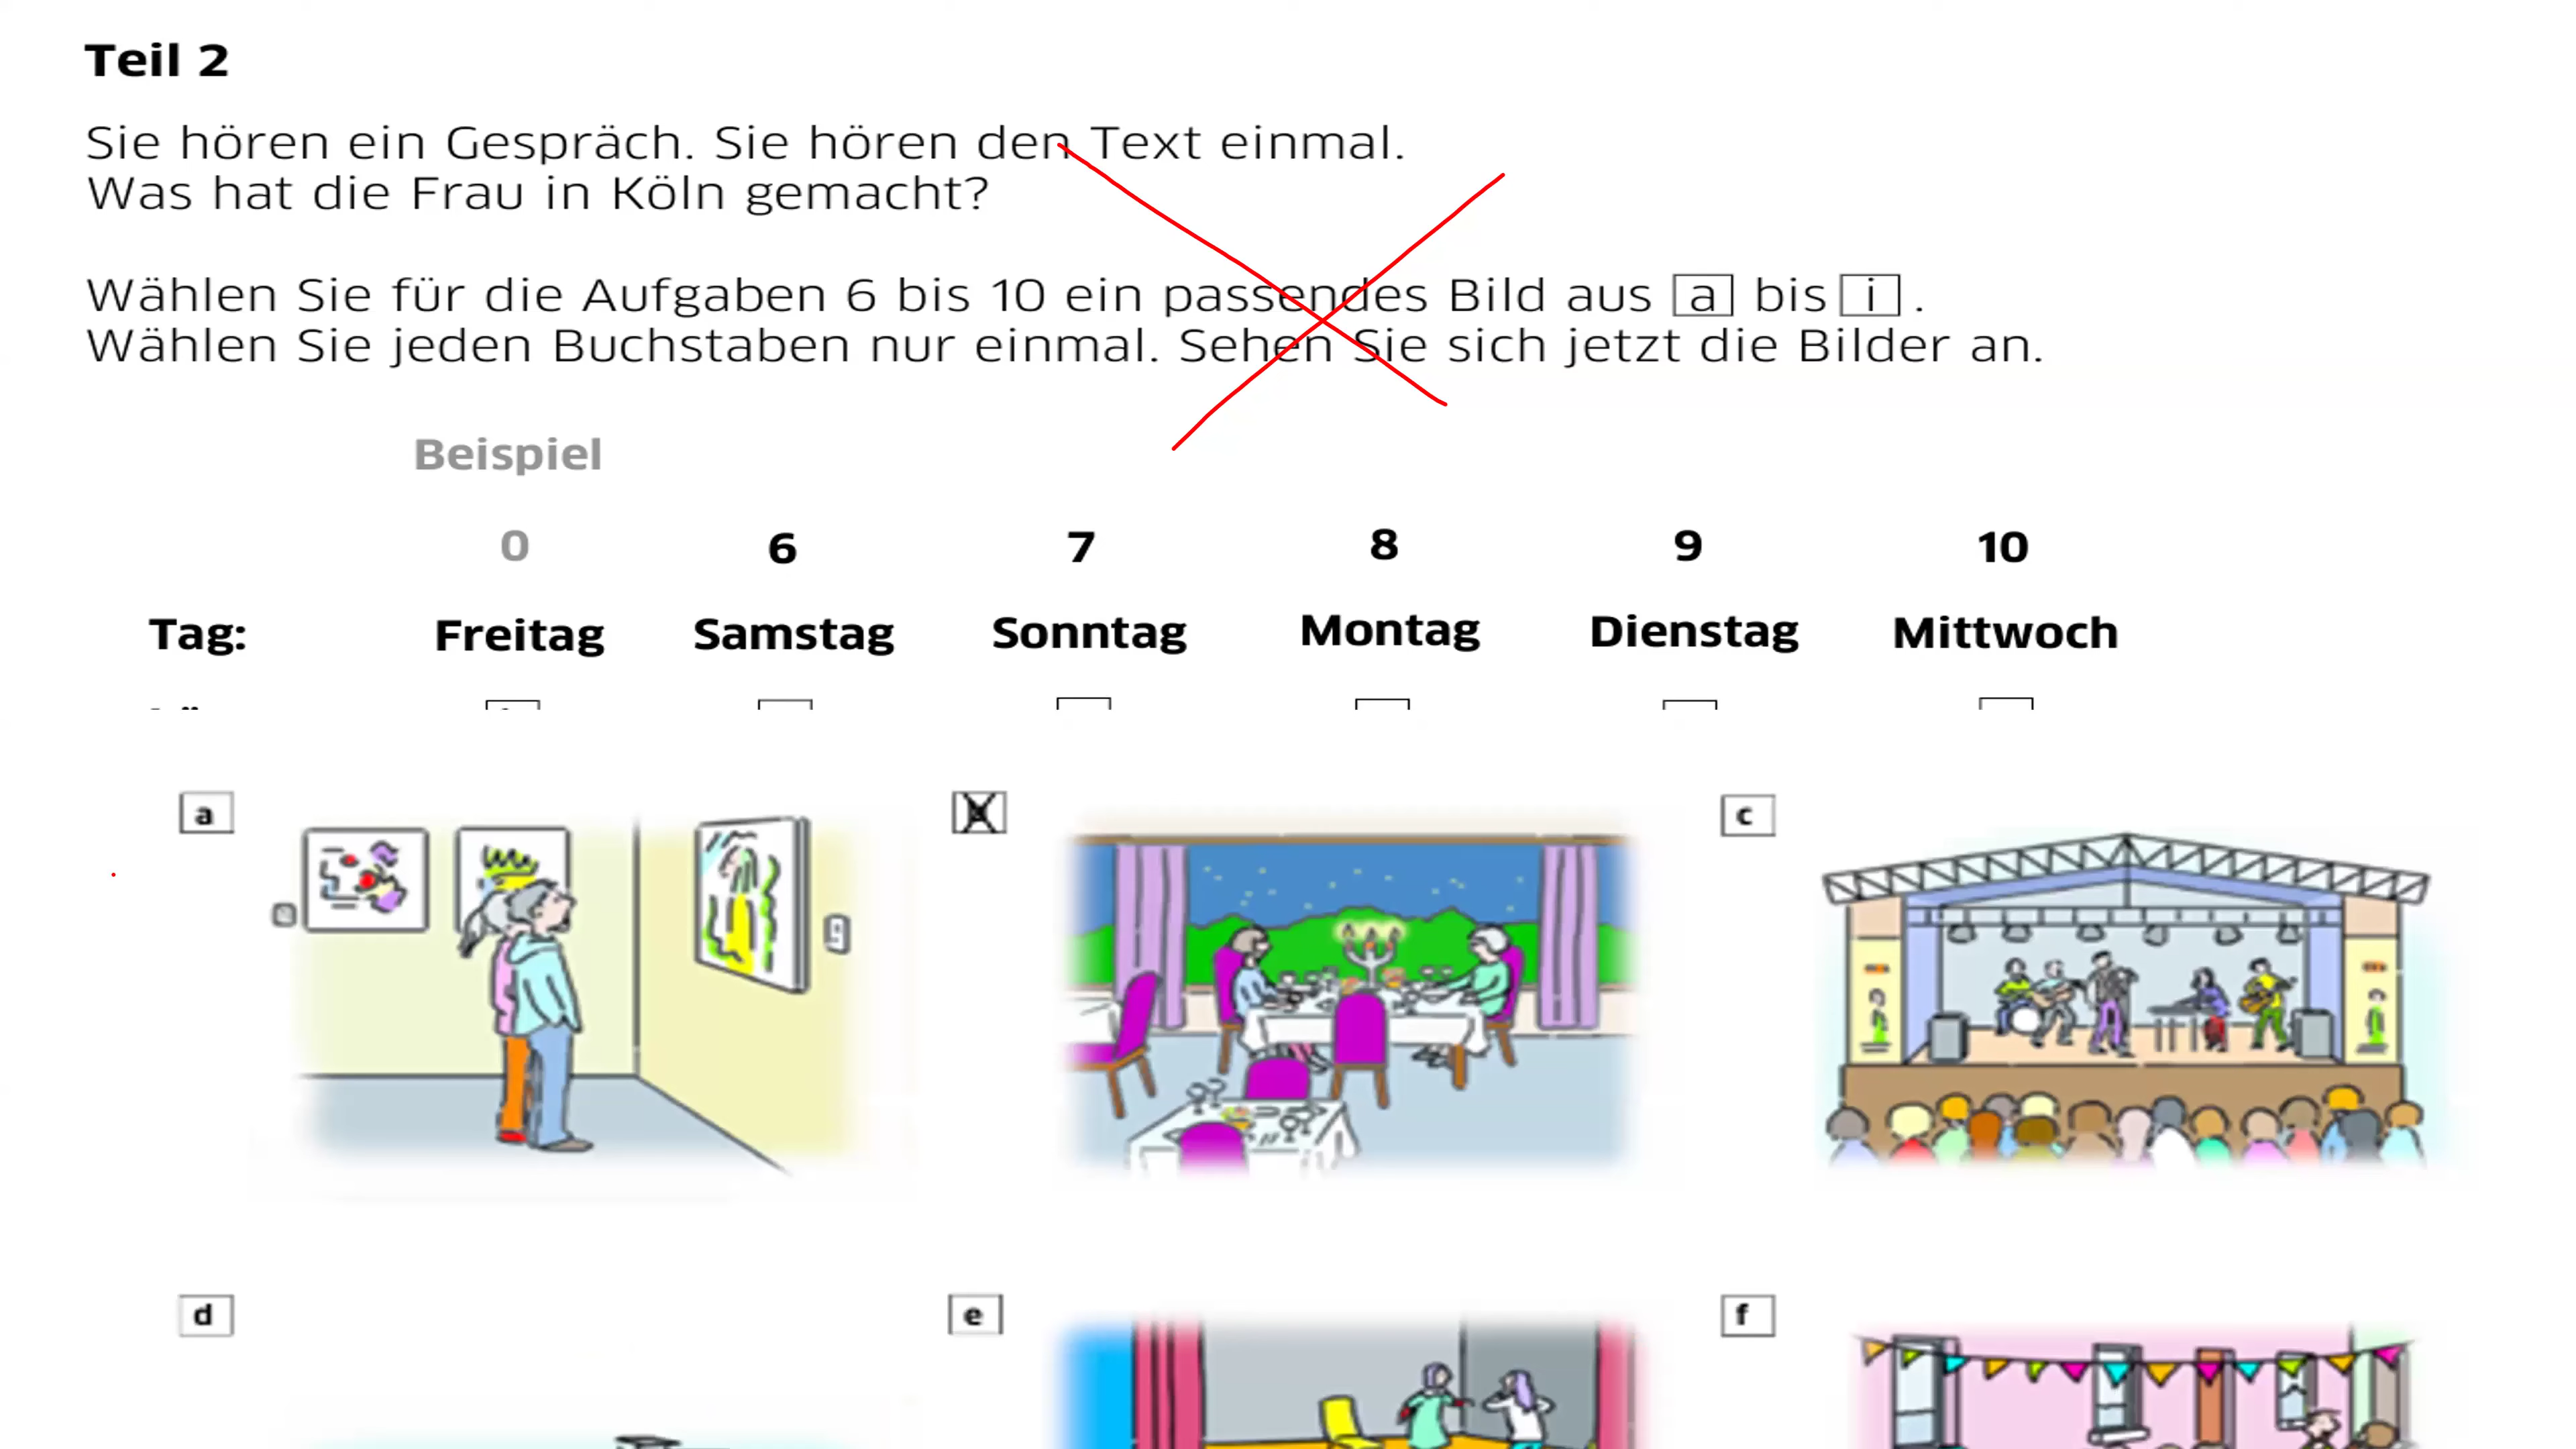 Teil 2
Sie hören ein Gespräch. Sie hören den Text einmal.
Was hat die Frau in Köln gemacht?
Wählen Sie für die Aufgaben 6 bis 10 ein passendes Bild aus a bis i .
Wählen Sie jeden Buchstaben nur einmal. Sehen Sie sich jetzt die Bilder an.
Beispiel
0 6 7 8 9 10
Tag: Freitag Samstag Sonntag Montag Dienstag Mittwoch
a c
d e f